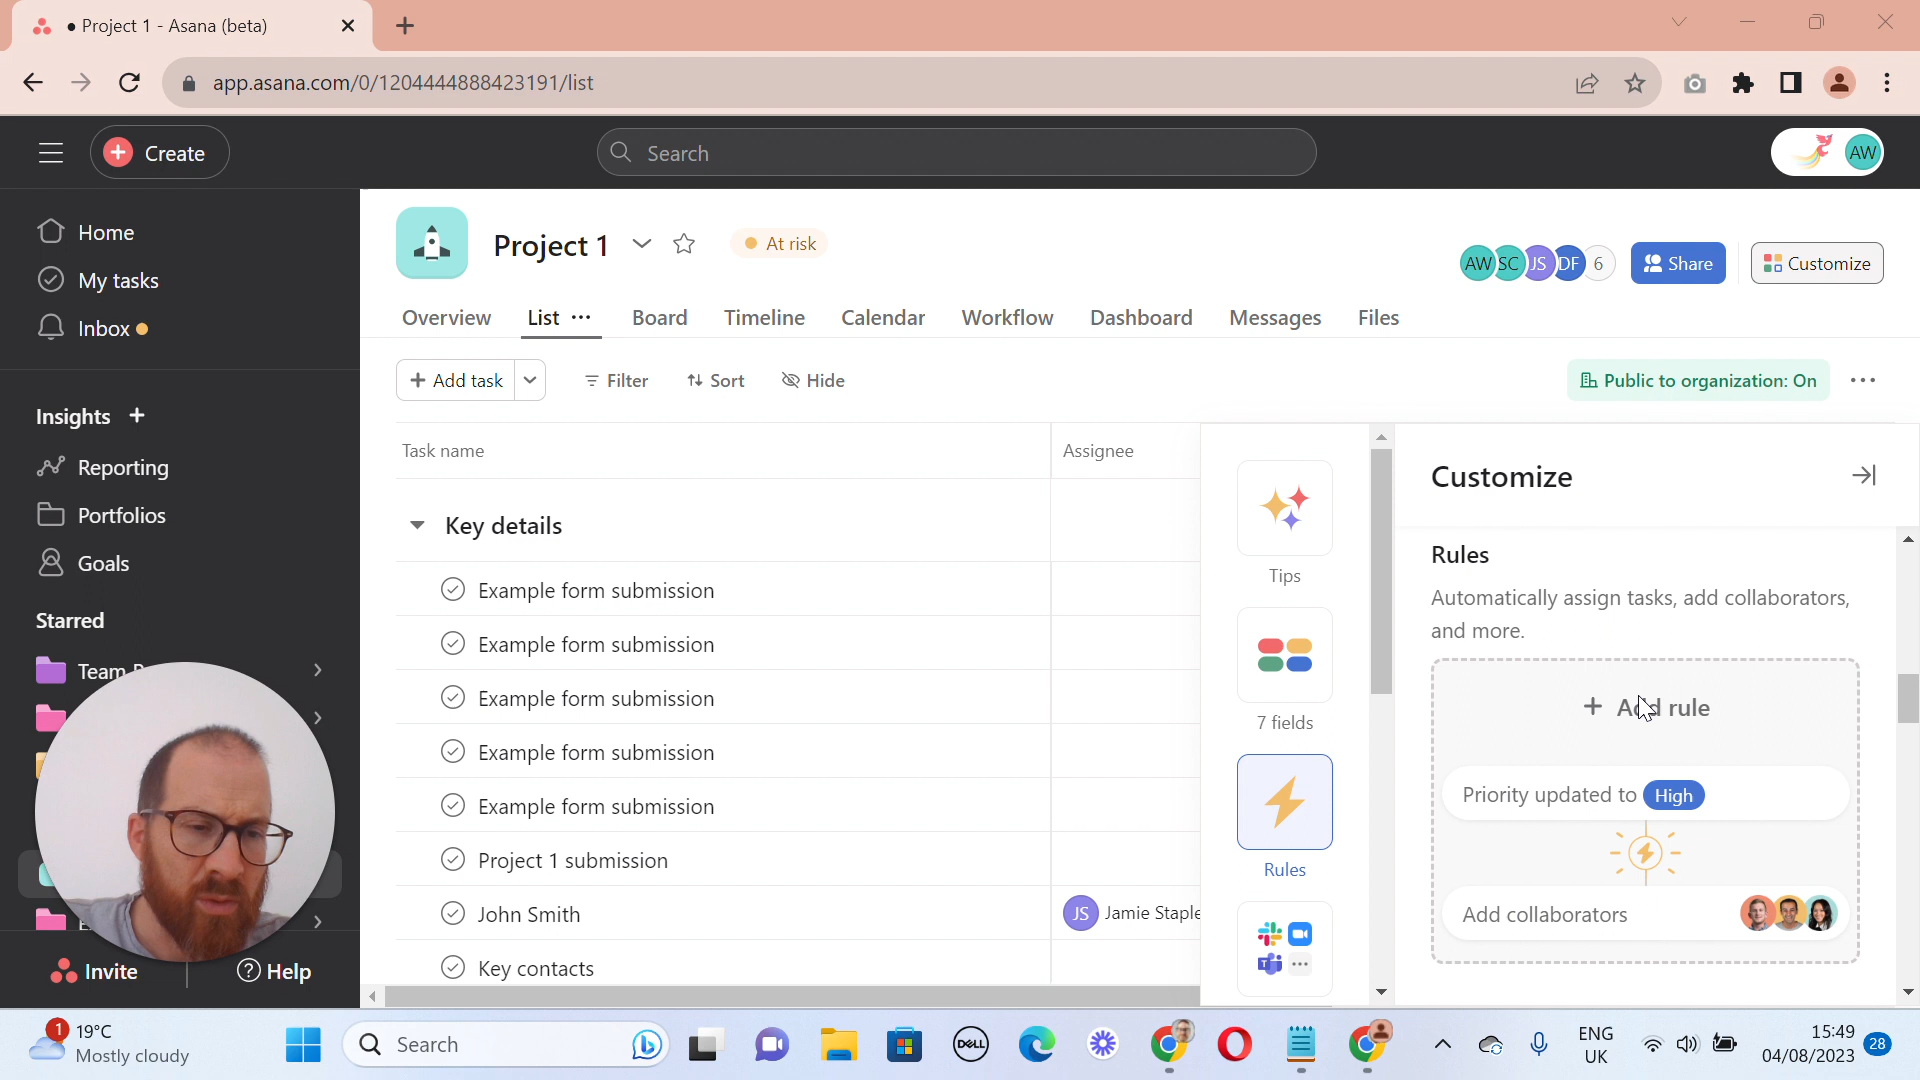 Project 1 - Asana (beta)
app.asana.com/0/1204444888423191/list
Create
Search
AW
Home
My tasks
Inbox
Insights
Reporting
Portfolios
Goals
Starred
Team
Invite
Help
Project 1
At risk
AW SC JS DF 6
Share
Customize
Overview
List
Board
Timeline
Calendar
Workflow
Dashboard
Messages
Files
Add task
Filter
Sort
Hide
Public to organization: On
Task name
Assignee
Key details
Example form submission
Example form submission
Example form submission
Example form submission
Example form submission
Project 1 submission
John Smith
JS Jamie Staple
Key contacts
Tips
7 fields
Rules
Customize
Rules
Automatically assign tasks, add collaborators,
and more.
+ Add rule
Priority updated to High
Add collaborators
1
19°C
Mostly cloudy
Search
DELL
ENG
UK
15:49
04/08/2023
28